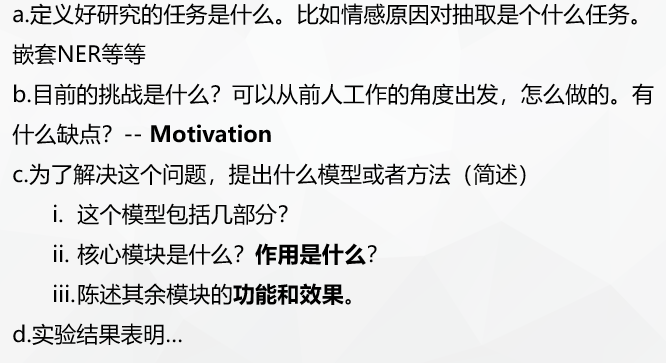 a.定义好研究的任务是什么。比如情感原因对抽取是个什么任务。
嵌套NER等等
b.目前的挑战是什么？可以从前人工作的角度出发，怎么做的。有
什么缺点？-- Motivation
c.为了解决这个问题，提出什么模型或者方法（简述）
i. 这个模型包括几部分？
ii. 核心模块是什么？作用是什么？
iii.陈述其余模块的功能和效果。
d.实验结果表明...